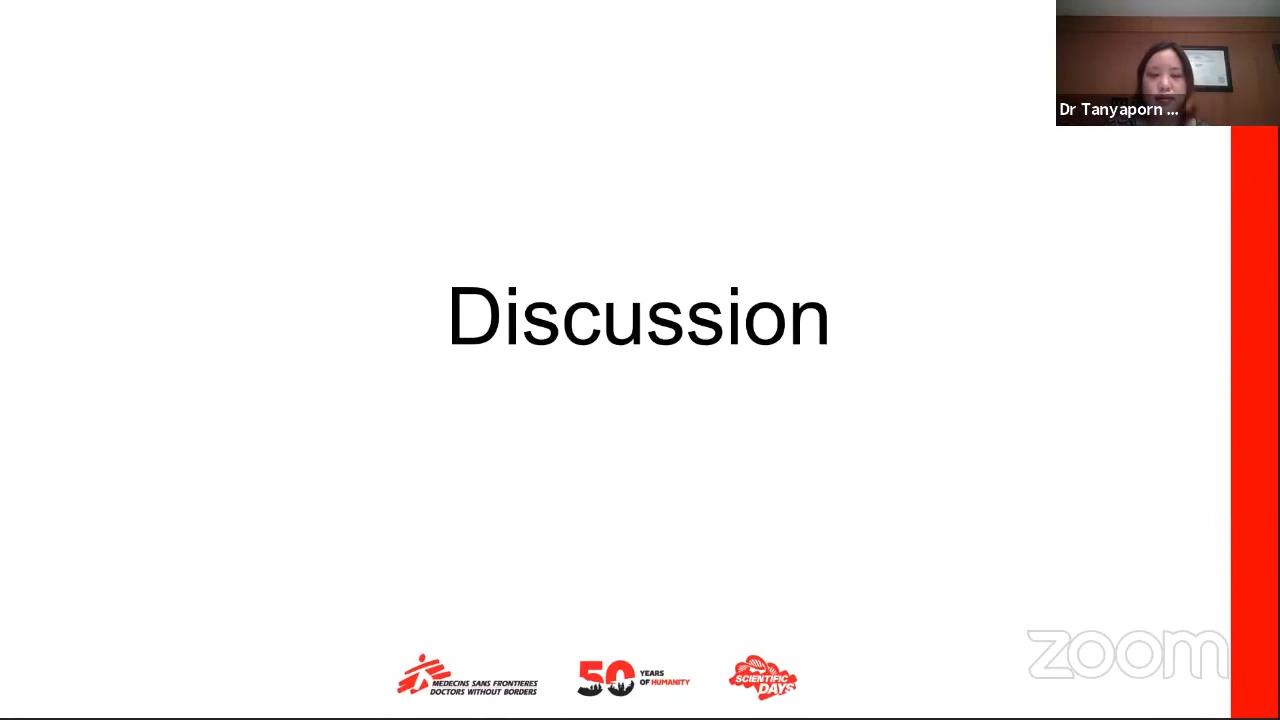 Dr Tanyaporn ...
Discussion
zoom
MEDECINS SANS FRONTIERES
DOCTORS WITHOUT BORDERS
50 YEARS
OF HUMANITY
SCIENTIFIC
DAYS